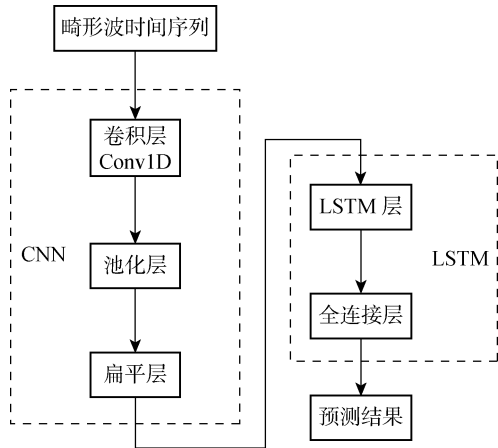 畸形波时间序列
卷积层
Conv1D
CNN
池化层
扁平层
LSTM 层
LSTM
全连接层
预测结果